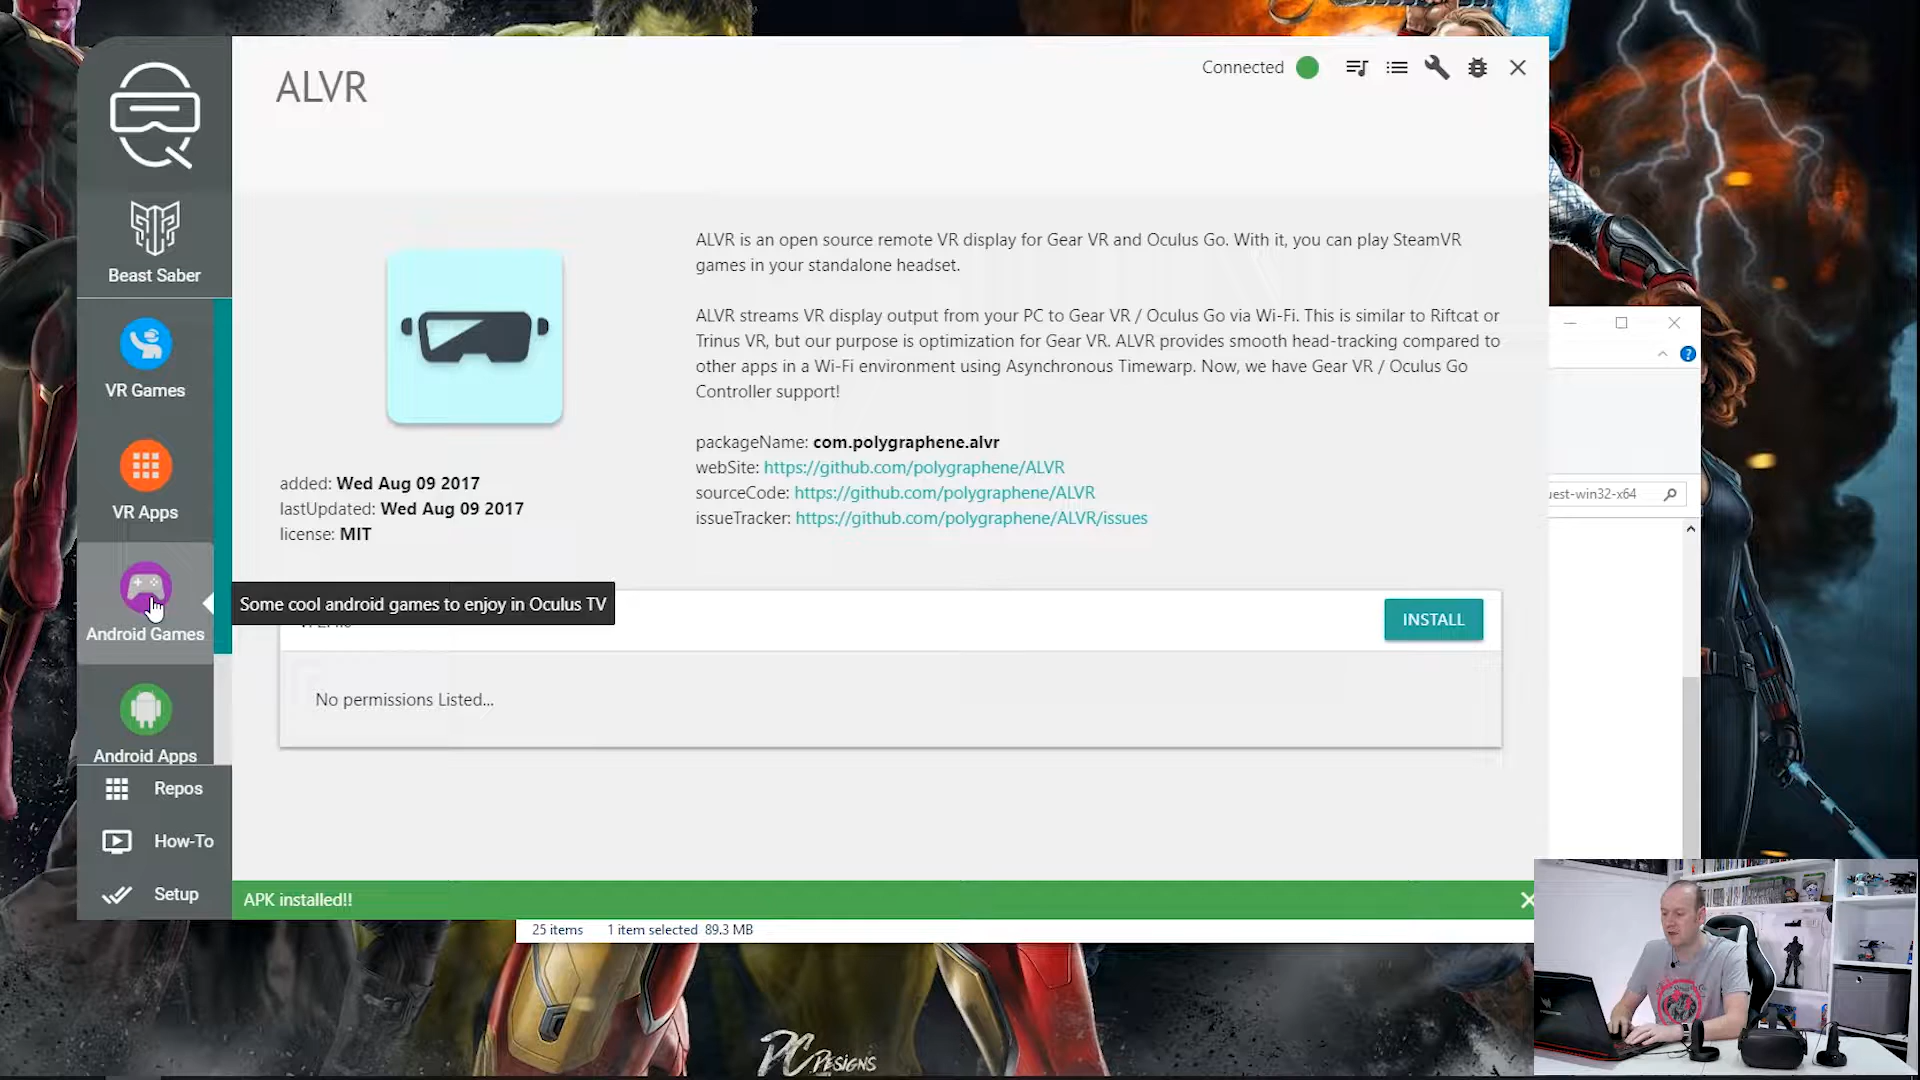 ALVR
Connected
Beast Saber
VR Games
VR Apps
Android Games
Android Apps
Repos
How-To
Setup
ALVR is an open source remote VR display for Gear VR and Oculus Go. With it, you can play SteamVR
games in your standalone headset.
ALVR streams VR display output from your PC to Gear VR / Oculus Go via Wi-Fi. This is similar to Riftcat or
Trinus VR, but our purpose is optimization for Gear VR. ALVR provides smooth head-tracking compared to
other apps in a Wi-Fi environment using Asynchronous Timewarp. Now, we have Gear VR / Oculus Go
Controller support!
packageName: com.polygraphene.alvr
webSite: https://github.com/polygraphene/ALVR
sourceCode: https://github.com/polygraphene/ALVR
issueTracker: https://github.com/polygraphene/ALVR/issues
added: Wed Aug 09 2017
lastUpdated: Wed Aug 09 2017
license: MIT
Some cool android games to enjoy in Oculus TV
INSTALL
No permissions Listed...
APK installed!!
25 items 1 item selected 89.3 MB
uest-win32-x64
DC DESIGNS